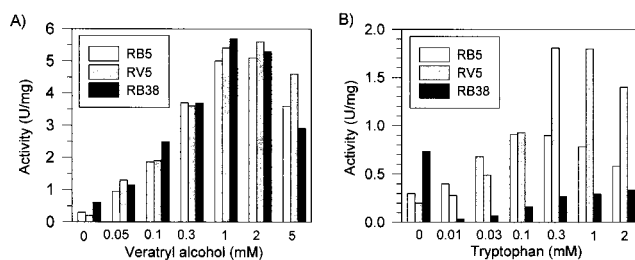 A)
Activity (U/mg)
6
5
4
3
2
1
0
RB5
RV5
RB38
0 0.05 0.1 0.3 1 2 5
Veratryl alcohol (mM)
B)
Activity (U/mg)
2.0
1.5
1.0
0.5
0.0
RB5
RV5
RB38
0 0.01 0.03 0.1 0.3 1 2
Tryptophan (mM)